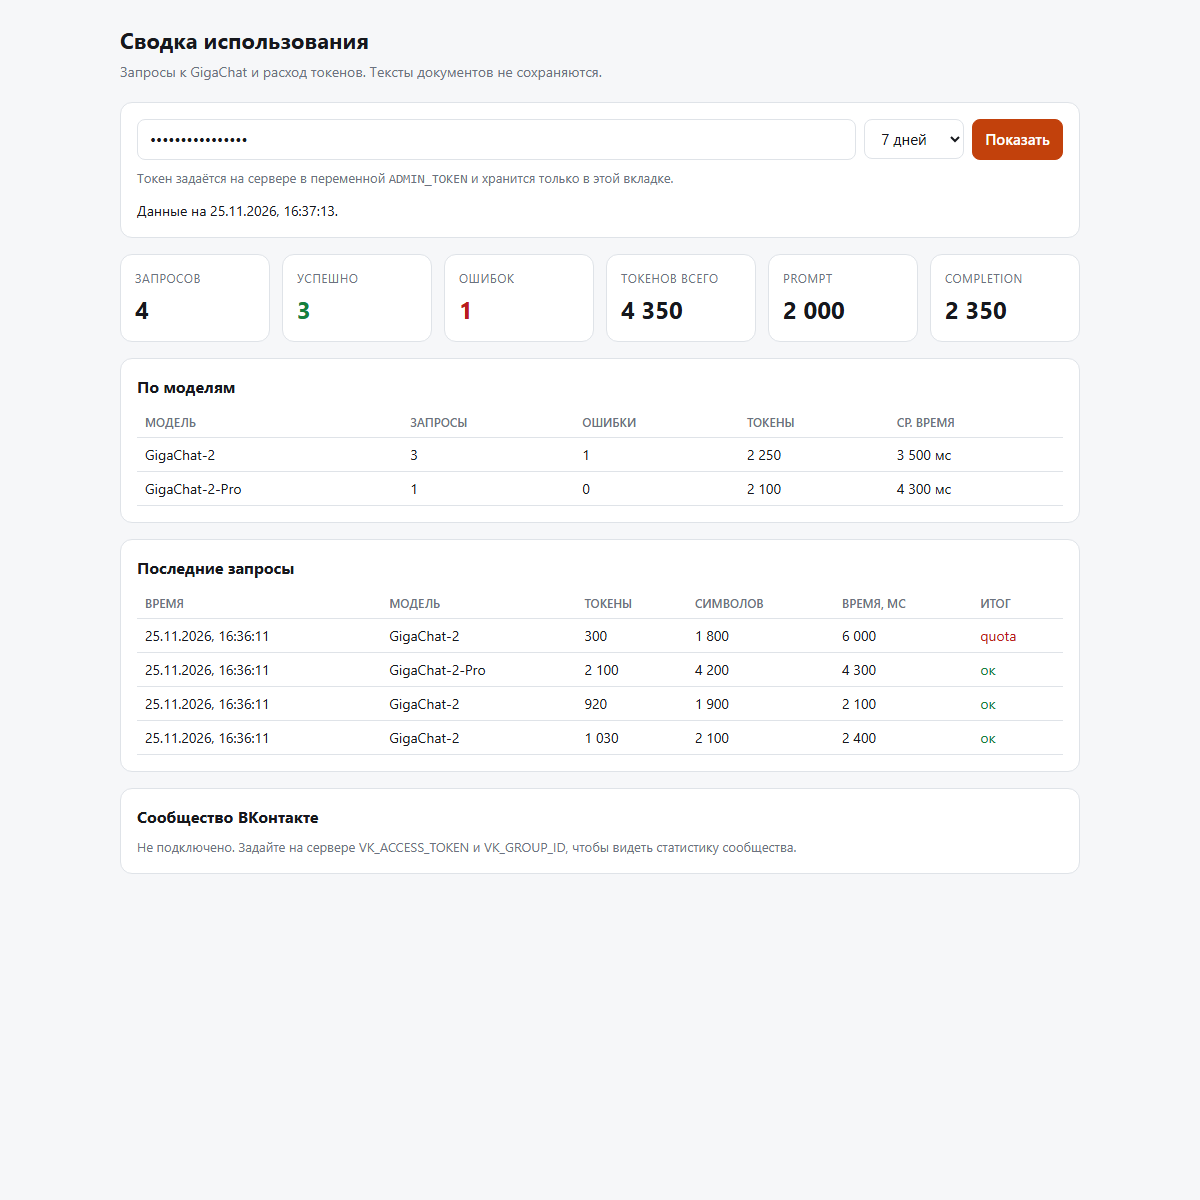 Сводка использования
Запросы к GigaChat и расход токенов. Тексты документов не сохраняются.
•••••••••••••••• 7 дней Показать
Токен задаётся на сервере в переменной ADMIN_TOKEN и хранится только в этой вкладке.
Данные на 25.11.2026, 16:37:13.
ЗАПРОСОВ УСПЕШНО ОШИБОК ТОКЕНОВ ВСЕГО PROMPT COMPLETION
4 3 1 4 350 2 000 2 350
По моделям
МОДЕЛЬ ЗАПРОСЫ ОШИБКИ ТОКЕНЫ СР. ВРЕМЯ
GigaChat-2 3 1 2 250 3 500 мс
GigaChat-2-Pro 1 0 2 100 4 300 мс
Последние запросы
ВРЕМЯ МОДЕЛЬ ТОКЕНЫ СИМВОЛОВ ВРЕМЯ, МС ИТОГ
25.11.2026, 16:36:11 GigaChat-2 300 1 800 6 000 quota
25.11.2026, 16:36:11 GigaChat-2-Pro 2 100 4 200 4 300 ок
25.11.2026, 16:36:11 GigaChat-2 920 1 900 2 100 ок
25.11.2026, 16:36:11 GigaChat-2 1 030 2 100 2 400 ок
Сообщество ВКонтакте
Не подключено. Задайте на сервере VK_ACCESS_TOKEN и VK_GROUP_ID, чтобы видеть статистику сообщества.